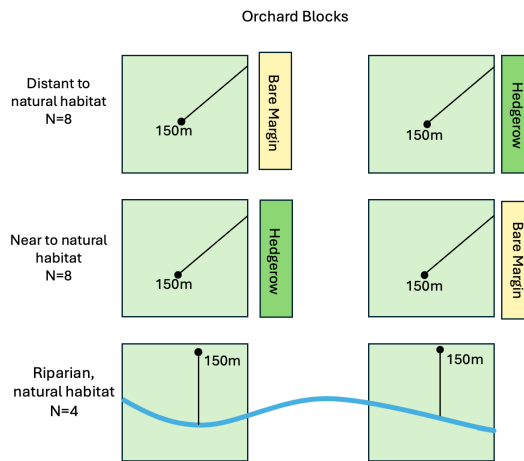 Orchard Blocks
Distant to
natural habitat
N=8
150m
Bare Margin
150m
Hedgerow
Near to natural
habitat
N=8
150m
Hedgerow
150m
Bare Margin
Riparian,
natural habitat
N=4
150m
150m